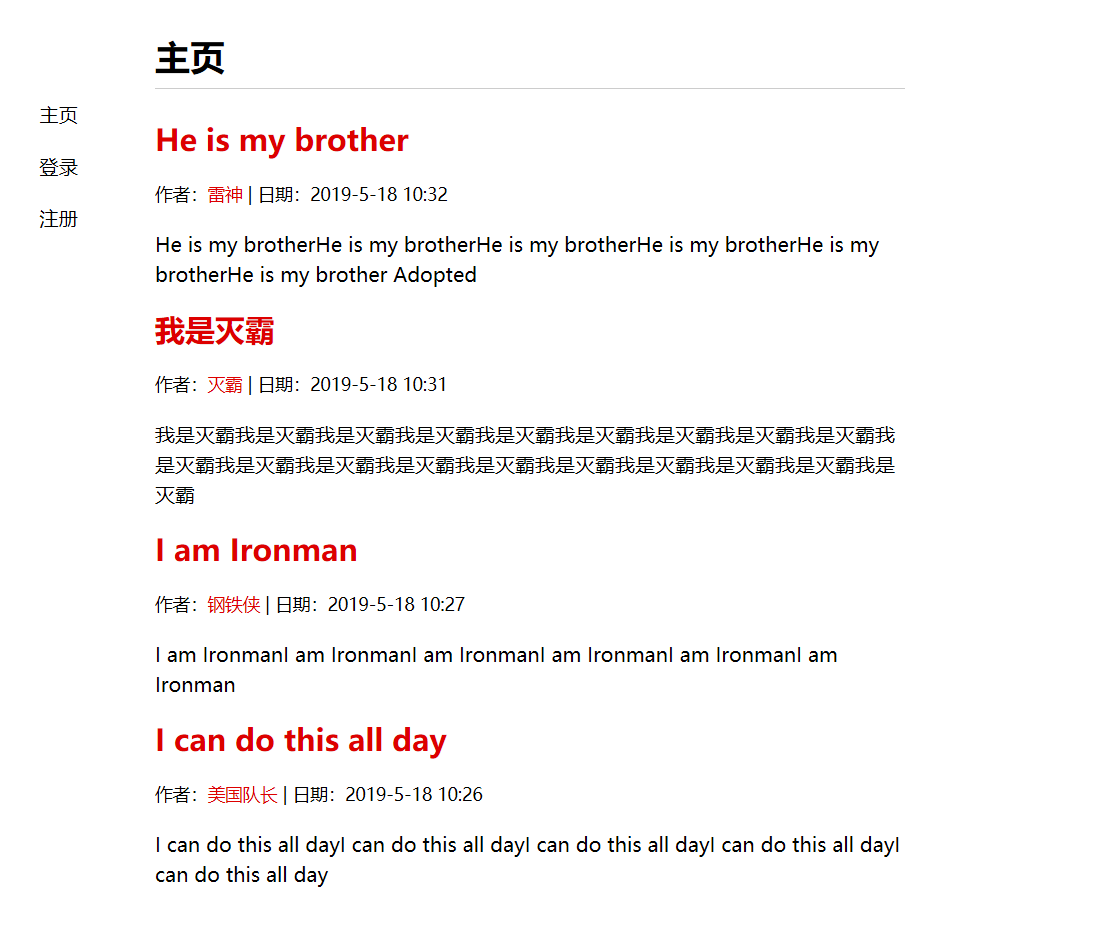 主页
主页
登录
注册
He is my brother
作者：雷神 | 日期：2019-5-18 10:32
He is my brotherHe is my brotherHe is my brotherHe is my brotherHe is my
brotherHe is my brother Adopted
我是灭霸
作者：灭霸 | 日期：2019-5-18 10:31
我是灭霸我是灭霸我是灭霸我是灭霸我是灭霸我是灭霸我是灭霸我是灭霸我是灭霸我
是灭霸我是灭霸我是灭霸我是灭霸我是灭霸我是灭霸我是灭霸我是灭霸我是灭霸我是
灭霸
I am Ironman
作者：钢铁侠 | 日期：2019-5-18 10:27
I am IronmanI am IronmanI am IronmanI am IronmanI am IronmanI am
Ironman
I can do this all day
作者：美国队长 | 日期：2019-5-18 10:26
I can do this all dayI can do this all dayI can do this all dayI can do this all dayI
can do this all day